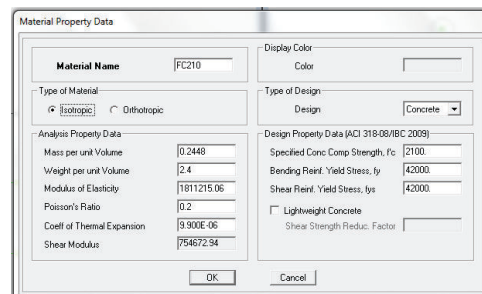 Material Property Data
Material Name FC210
Display Color
Color
Type of Material
Isotropic Orthotropic
Type of Design
Design Concrete
Analysis Property Data
Mass per unit Volume 0.2448
Weight per unit Volume 2.4
Modulus of Elasticity 1811215.06
Poisson's Ratio 0.2
Coeff of Thermal Expansion 9.900E-06
Shear Modulus 754672.94
Design Property Data (ACI 318-08/IBC 2009)
Specified Conc Comp Strength, f'c 2100.
Bending Reinf. Yield Stress, fy 42000.
Shear Reinf. Yield Stress, fys 42000.
Lightweight Concrete
Shear Strength Reduc. Factor
OK Cancel